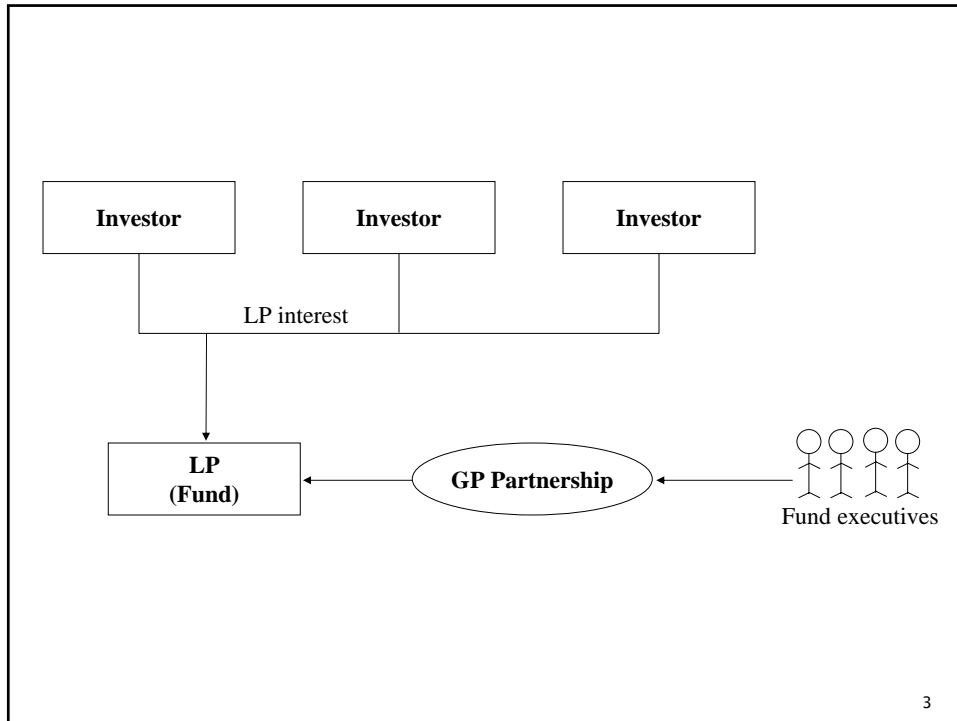 Investor
Investor
Investor
LP interest
LP
(Fund)
GP Partnership
Fund executives
3